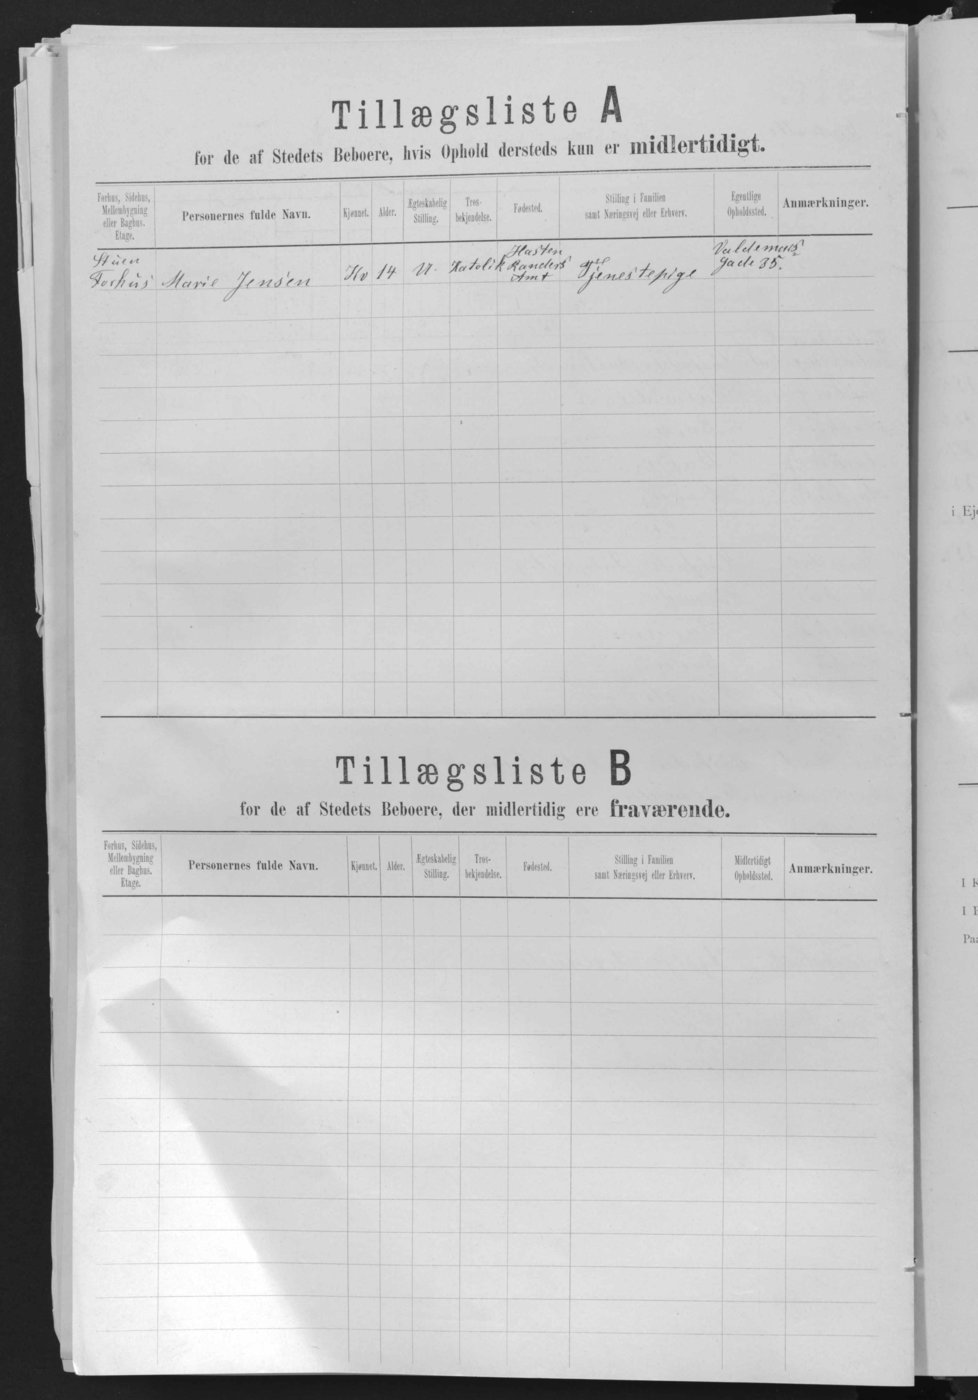 Tillægsliste A
for de af Stedets Beboere, hvis Ophold dersteds kun er midlertidigt.
Forhus, Sidehus, Mellembygning eller Baghus. Etage.
Personernes fulde Navn.
Kjønnet.
Alder.
Ægteskabelig Stilling.
Trosbekjendelse.
Fødested.
Stilling i Familien samt Næringsvej eller Erhverv.
Egentlige Opholdssted.
Anmærkninger.
Stuen
Forhus
Marie Jensen
Kv
14
U.
Katolik
Hasten
Randers
Amt
Tjenestepige
Valdemars
gade 35.
Tillægsliste B
for de af Stedets Beboere, der midlertidig ere fraværende.
Forhus, Sidehus, Mellembygning eller Baghus. Etage.
Personernes fulde Navn.
Kjønnet.
Alder.
Ægteskabelig Stilling.
Trosbekjendelse.
Fødested.
Stilling i Familien samt Næringsvej eller Erhverv.
Midlertidigt Opholdssted.
Anmærkninger.